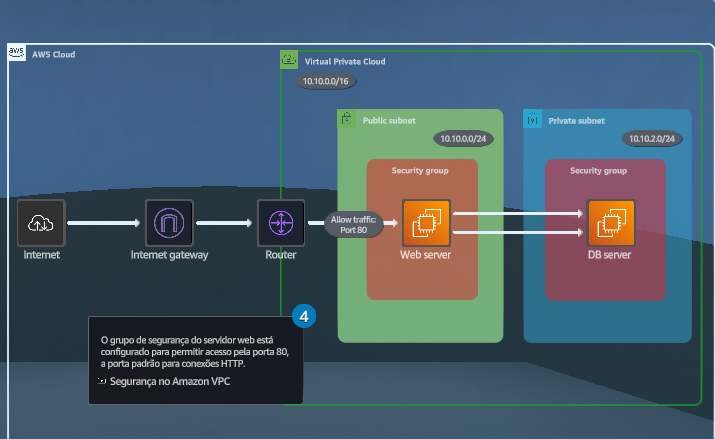 aws
AWS Cloud
Virtual Private Cloud
10.10.0.0/16
Public subnet
10.10.0.0/24
Security group
Private subnet
10.10.2.0/24
Security group
Allow traffic:
Port 80
Internet
Internet gateway
Router
Web server
DB server
4
O grupo de segurança do servidor web está
configurado para permitir acesso pela porta 80,
a porta padrão para conexões HTTP.
Segurança no Amazon VPC